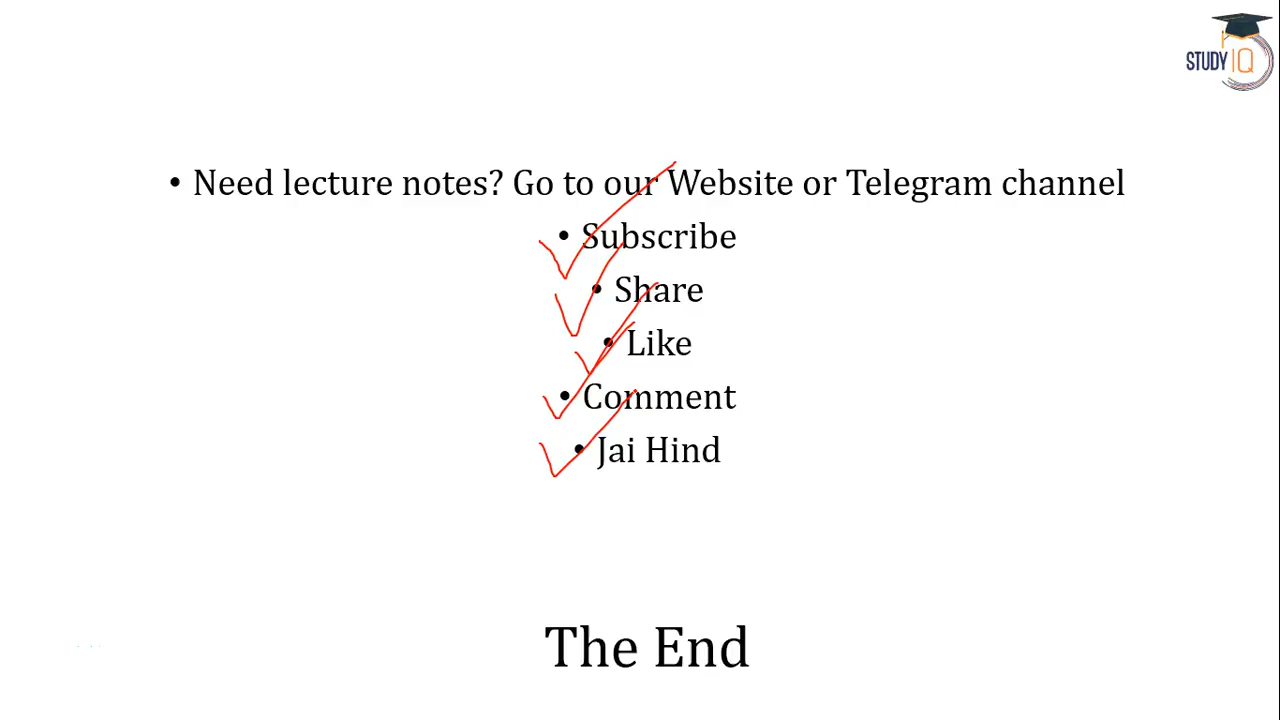 STUDY IQ
• Need lecture notes? Go to our Website or Telegram channel
• Subscribe
• Share
• Like
• Comment
• Jai Hind
The End